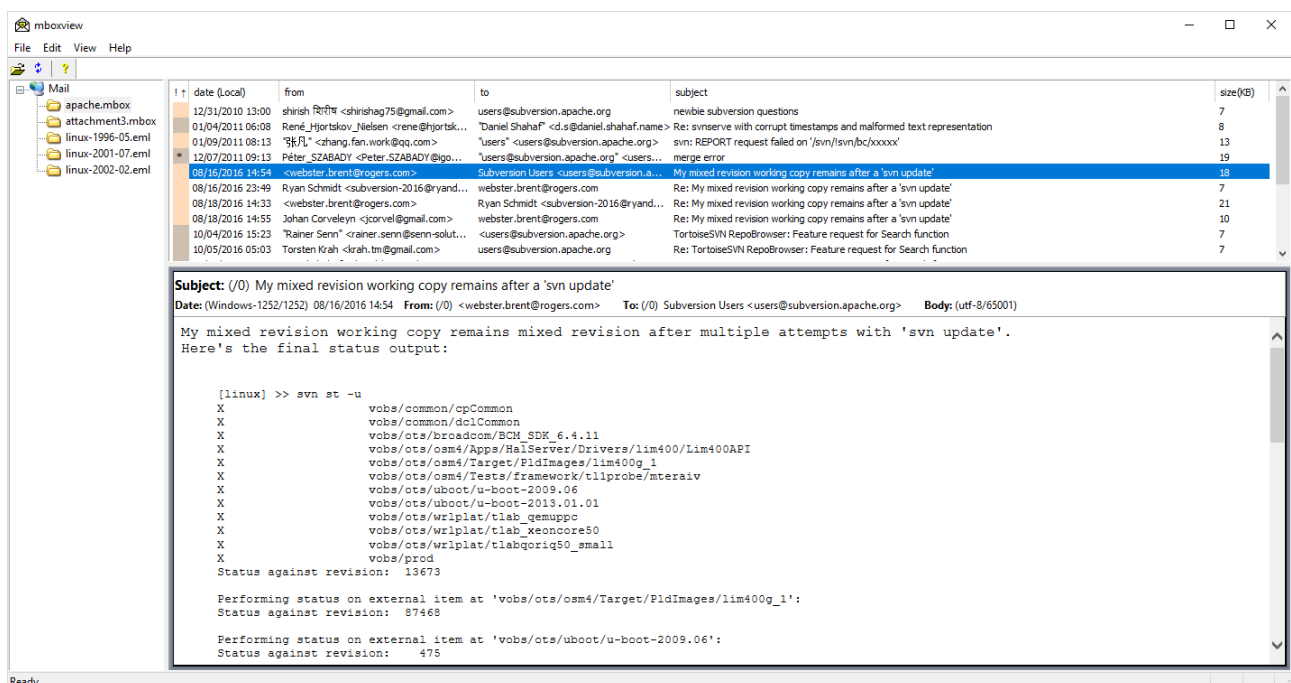 mboxview
File Edit View Help
Mail
apache.mbox
attachment3.mbox
linux-1996-05.eml
linux-2001-07.eml
linux-2002-02.eml
! ↑ date (Local) from to subject size(KB)
12/31/2010 13:00 shirish शिरीष <shirishag75@gmail.com> users@subversion.apache.org newbie subversion questions 7
01/04/2011 06:08 René_Hjortskov_Nielsen <rene@hjortsk... "Daniel Shahaf" <d.s@daniel.shahaf.name> Re: svnserve with corrupt timestamps and malformed text representation 8
01/09/2011 08:13 "张凡" <zhang.fan.work@qq.com> "users" <users@subversion.apache.org> svn: REPORT request failed on '/svn/!svn/bc/xxxxx' 13
* 12/07/2011 09:13 Péter_SZABADY <Peter.SZABADY@igo... "users@subversion.apache.org" <users... merge error 19
08/16/2016 14:54 <webster.brent@rogers.com> Subversion Users <users@subversion.a... My mixed revision working copy remains after a 'svn update' 18
08/16/2016 23:49 Ryan Schmidt <subversion-2016@ryand... webster.brent@rogers.com Re: My mixed revision working copy remains after a 'svn update' 7
08/18/2016 14:33 <webster.brent@rogers.com> Ryan Schmidt <subversion-2016@ryand... Re: My mixed revision working copy remains after a 'svn update' 21
08/18/2016 14:55 Johan Corveleyn <jcorvel@gmail.com> webster.brent@rogers.com Re: My mixed revision working copy remains after a 'svn update' 10
10/04/2016 15:23 "Rainer Senn" <rainer.senn@senn-solut... <users@subversion.apache.org> TortoiseSVN RepoBrowser: Feature request for Search function 7
10/05/2016 05:03 Torsten Krah <krah.tm@gmail.com> users@subversion.apache.org Re: TortoiseSVN RepoBrowser: Feature request for Search function 7
Subject: (/0) My mixed revision working copy remains after a 'svn update'
Date: (Windows-1252/1252) 08/16/2016 14:54 From: (/0) <webster.brent@rogers.com> To: (/0) Subversion Users <users@subversion.apache.org> Body: (utf-8/65001)
My mixed revision working copy remains mixed revision after multiple attempts with 'svn update'.
Here's the final status output:
[linux] >> svn st -u
X vobs/common/cpCommon
X vobs/common/dclCommon
X vobs/ots/broadcom/BCM_SDK_6.4.11
X vobs/ots/osm4/Apps/HalServer/Drivers/lim400/Lim400API
X vobs/ots/osm4/Target/PldImages/lim400g_1
X vobs/ots/osm4/Tests/framework/tl1probe/mteraiv
X vobs/ots/uboot/u-boot-2009.06
X vobs/ots/uboot/u-boot-2013.01.01
X vobs/ots/wrlplat/tlab_qemuppc
X vobs/ots/wrlplat/tlab_xeoncore50
X vobs/ots/wrlplat/tlabqoriq50_small
X vobs/prod
Status against revision: 13673
Performing status on external item at 'vobs/ots/osm4/Target/PldImages/lim400g_1':
Status against revision: 87468
Performing status on external item at 'vobs/ots/uboot/u-boot-2009.06':
Status against revision: 475
Ready